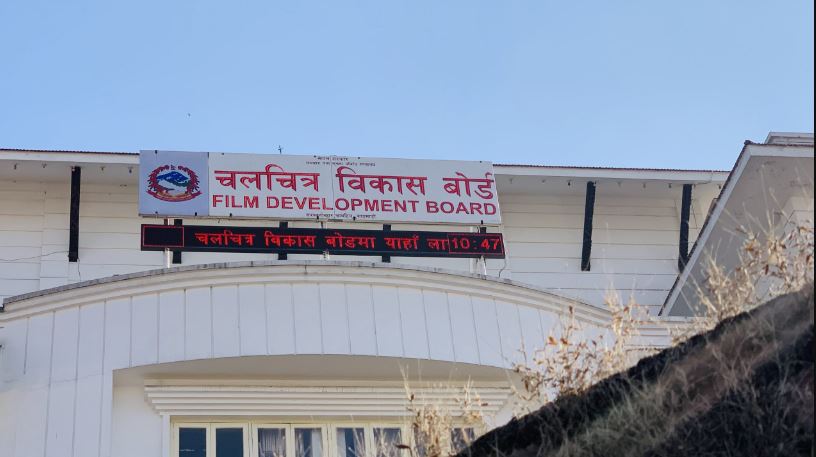 चलचित्र विकास बोर्ड
FILM DEVELOPMENT BOARD
चलचित्र विकास बोर्डमा यहाँ ला 10:47